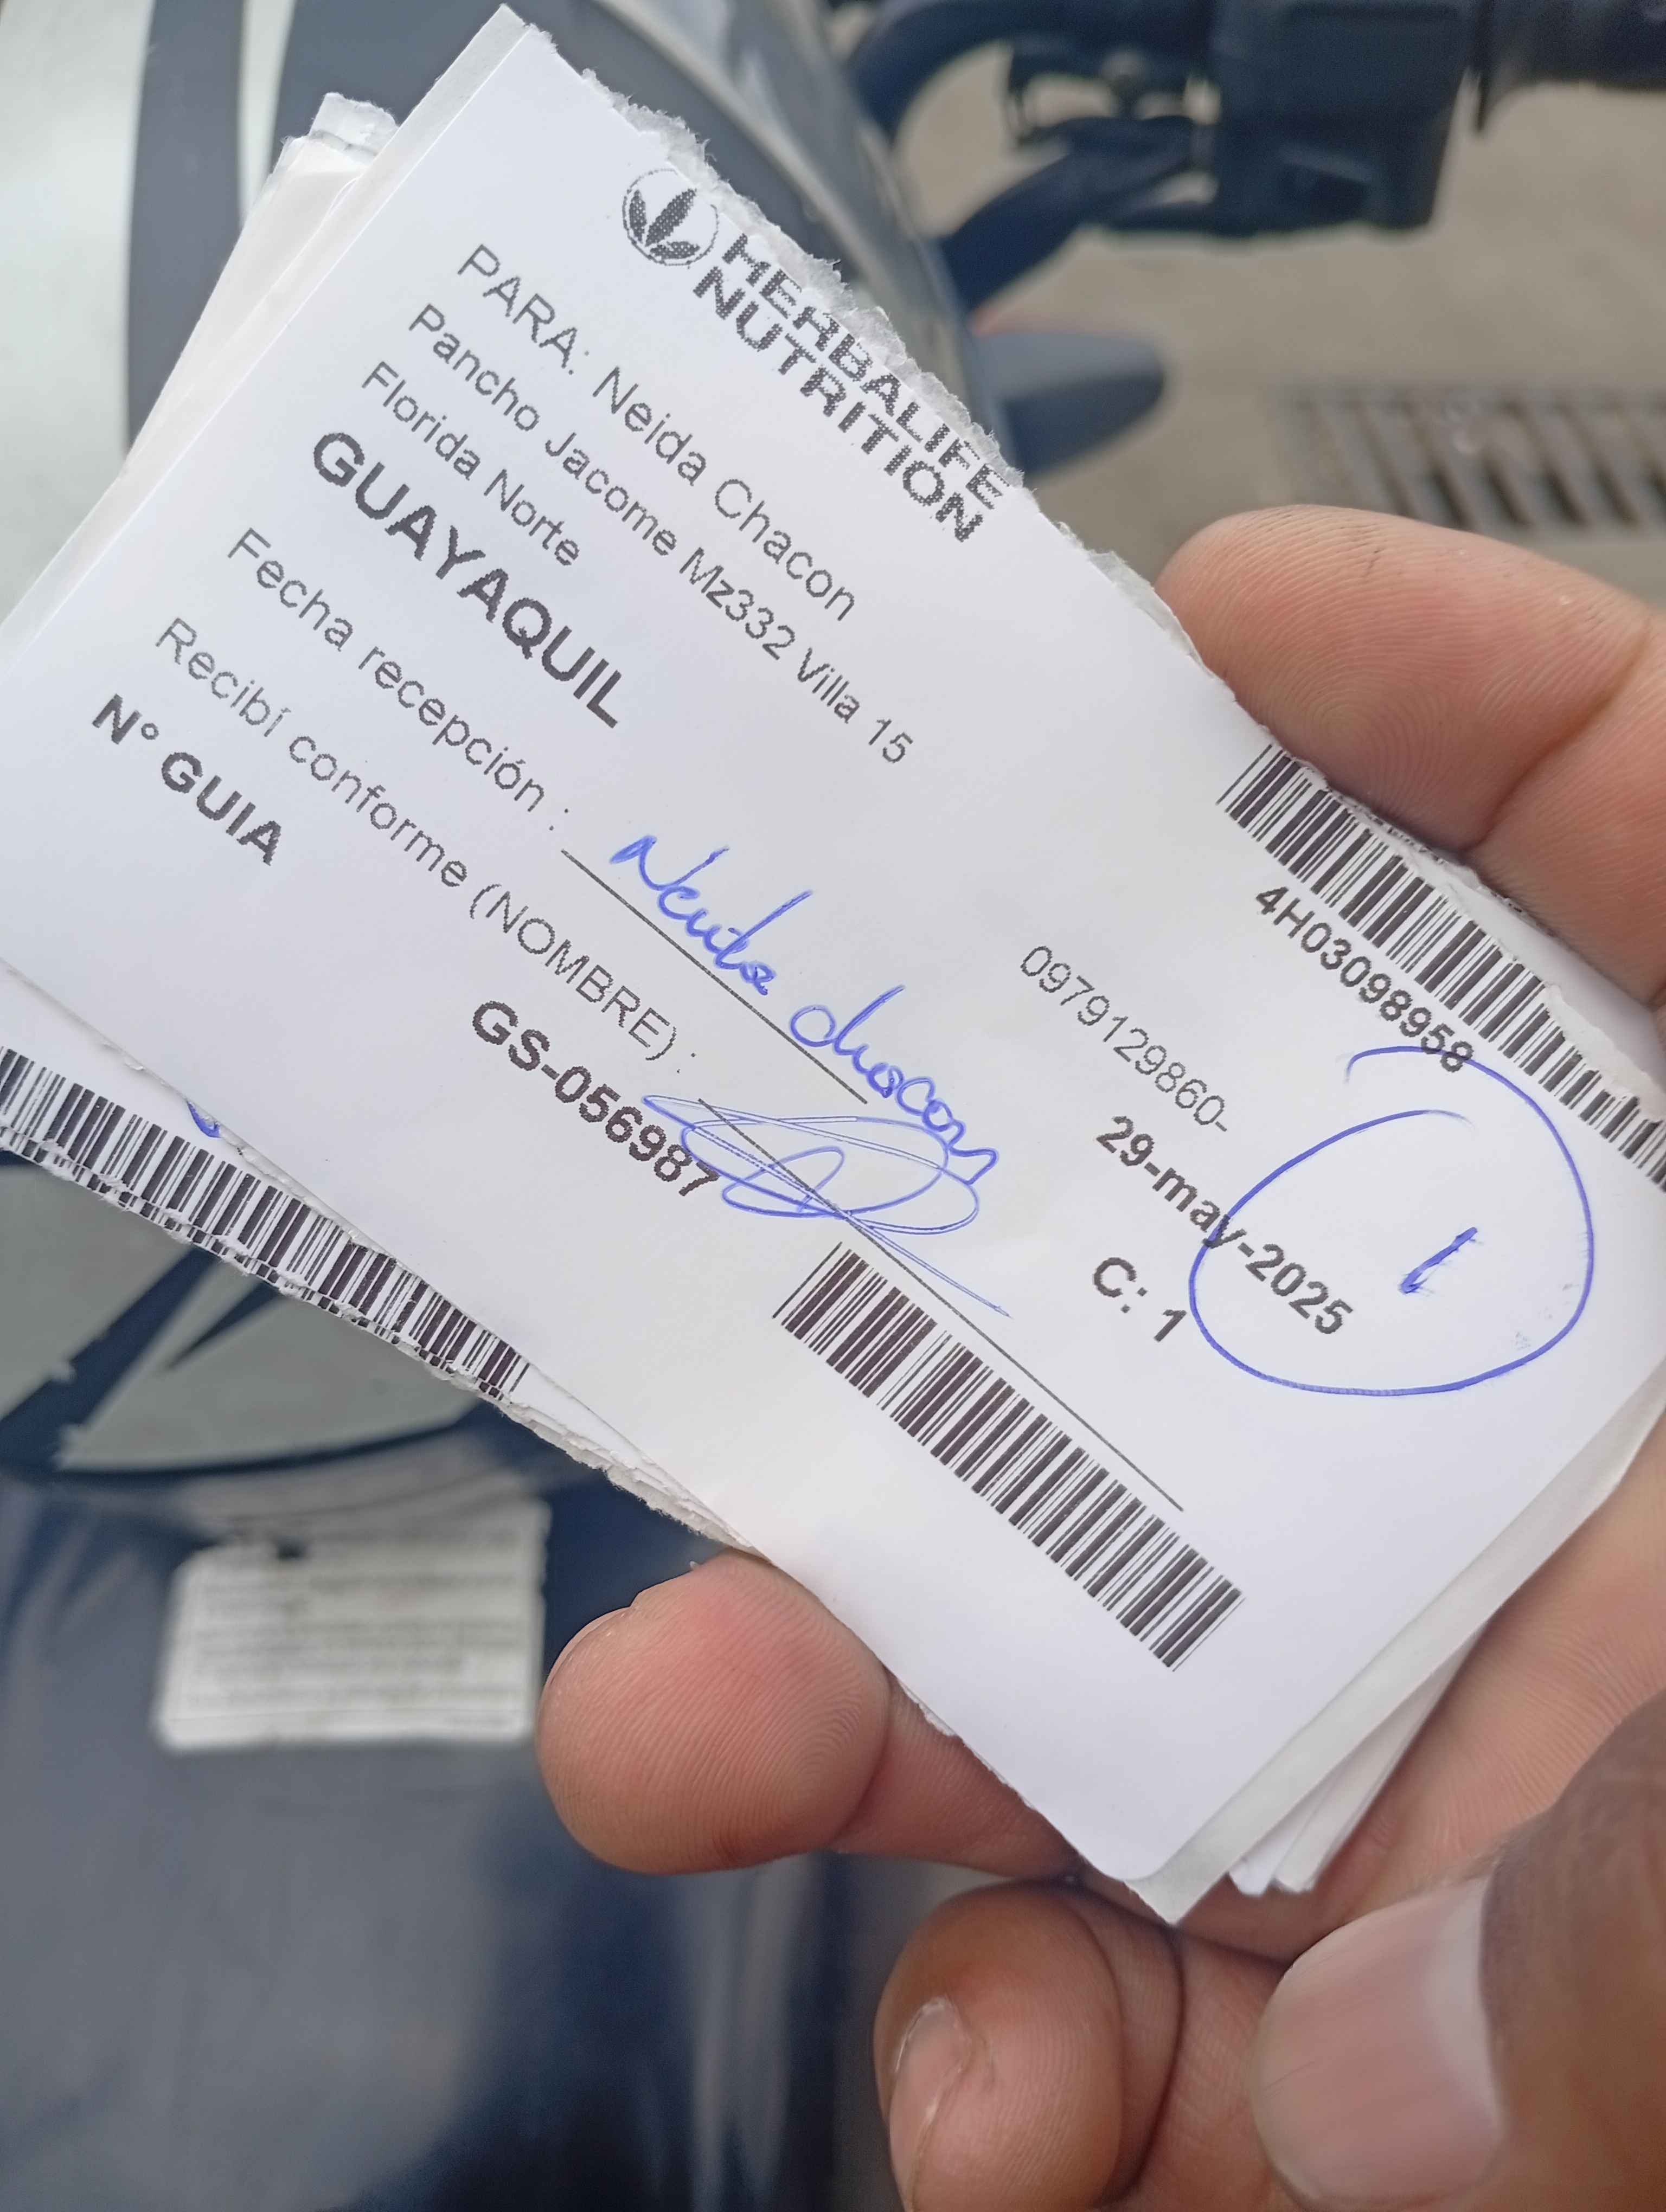 HERBALIFE
NUTRITION
4H03098958
PARA: Neida Chacon
Pancho Jacome Mz332 Villa 15
Florida Norte
0979129860-
GUAYAQUIL
29-may-2025
1
Fecha recepción :
Neida chacon
C: 1
Recibí conforme (NOMBRE) :
N° GUIA
GS-056987